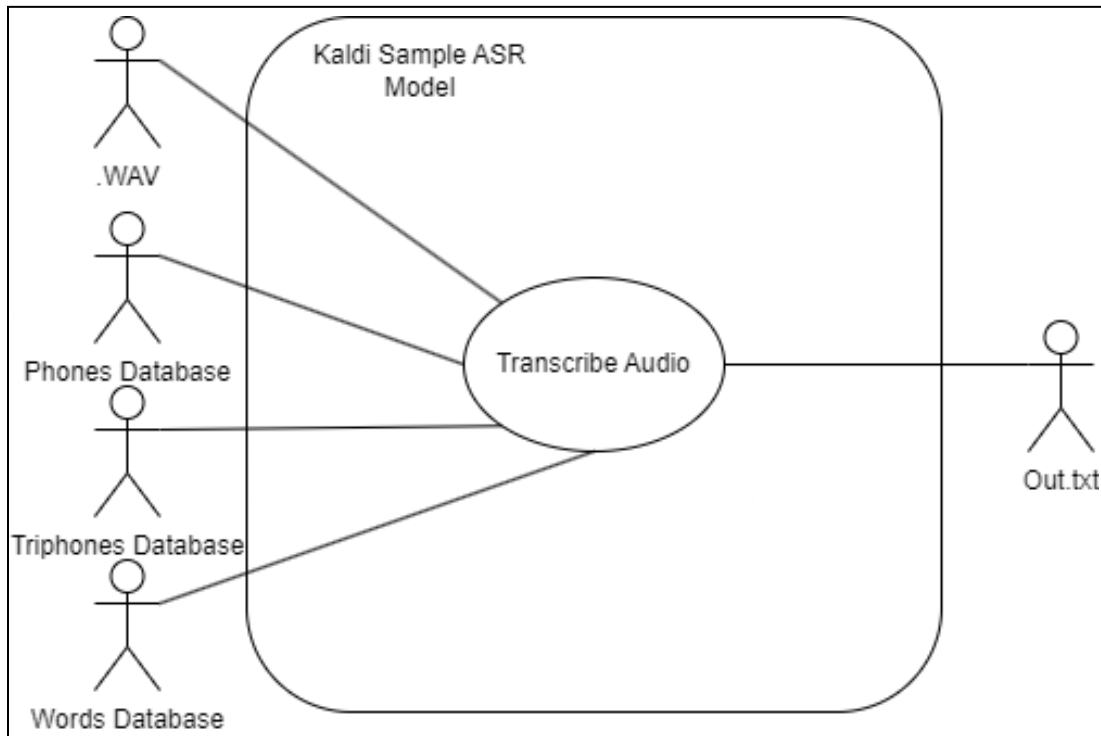 Kaldi Sample ASR
Model
.WAV
Phones Database
Transcribe Audio
Out.txt
Triphones Database
Words Database